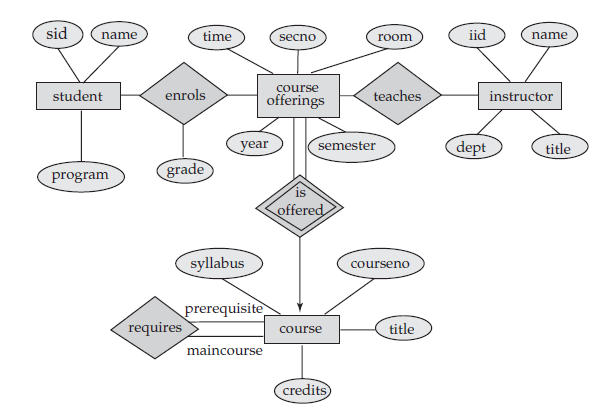 sid
name
time
secno
room
iid
name
student
enrols
course
offerings
teaches
instructor
year
semester
dept
title
program
grade
is
offered
syllabus
courseno
prerequisite
requires
course
title
maincourse
credits